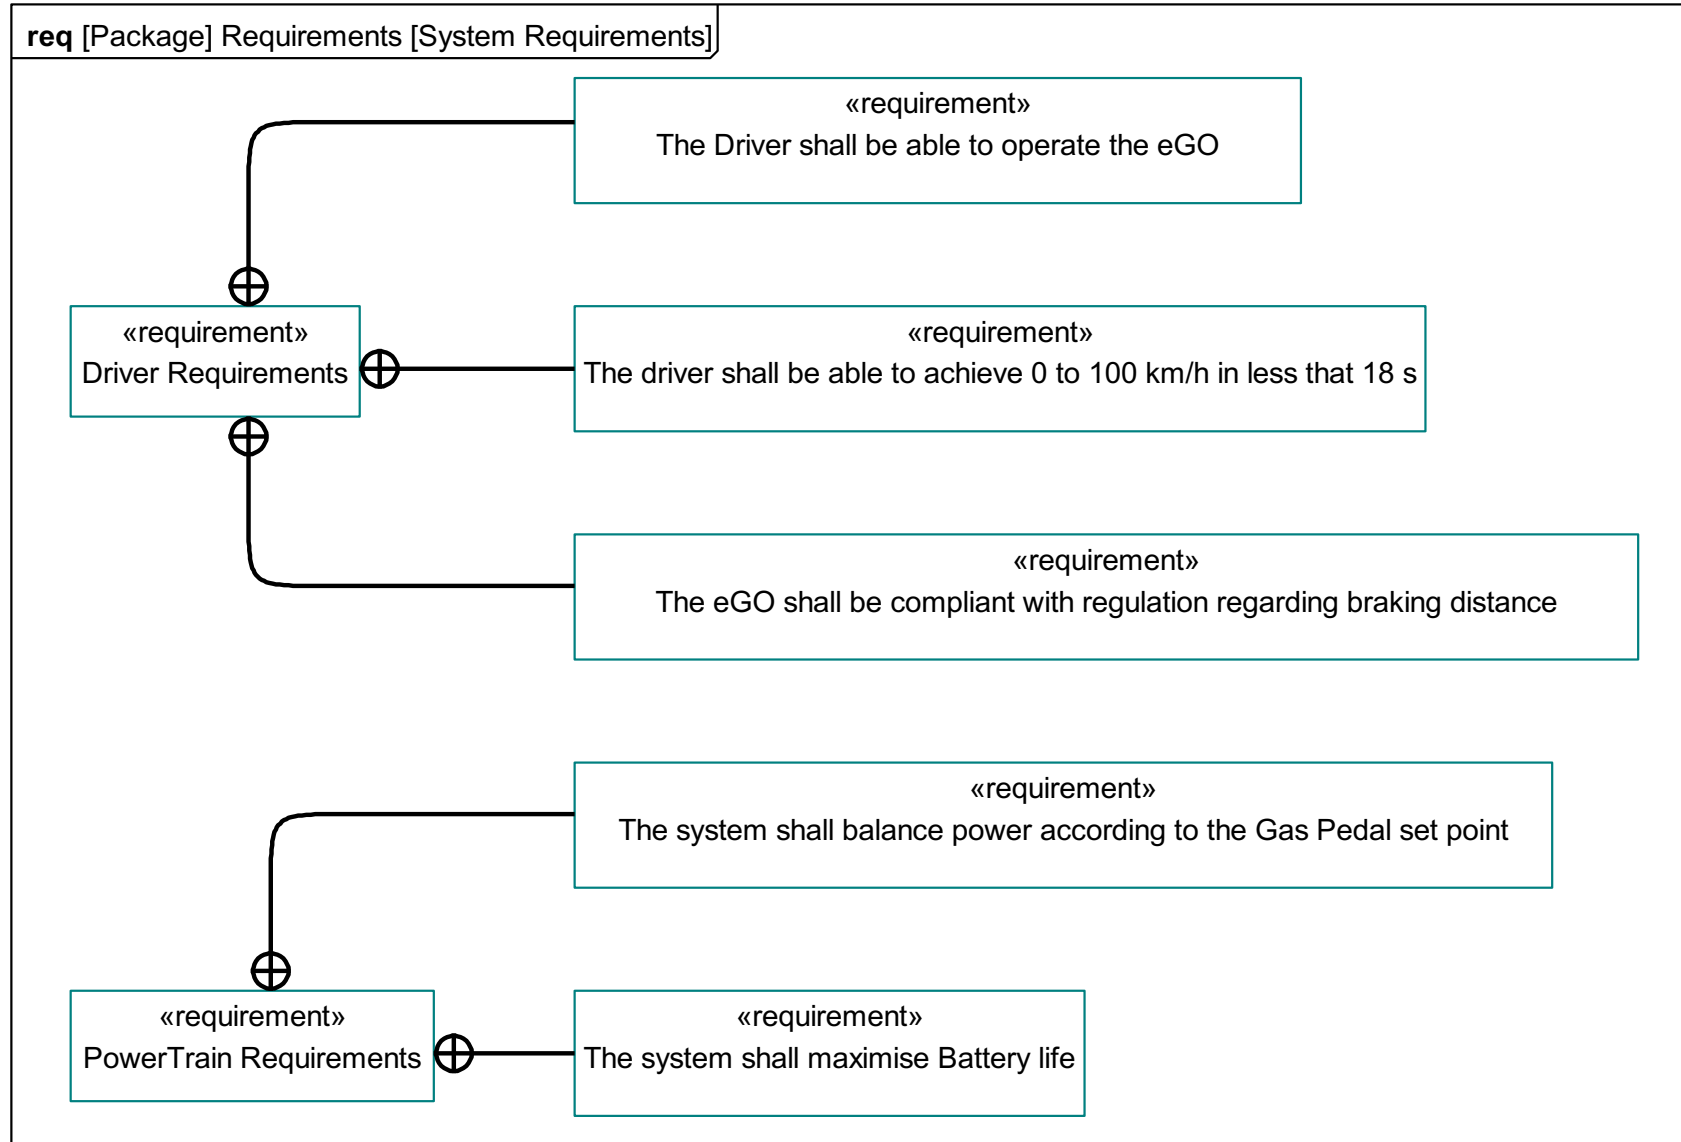 req [Package] Requirements [System Requirements]
«requirement»
The Driver shall be able to operate the eGO
«requirement»
Driver Requirements
«requirement»
The driver shall be able to achieve 0 to 100 km/h in less that 18 s
«requirement»
The eGO shall be compliant with regulation regarding braking distance
«requirement»
The system shall balance power according to the Gas Pedal set point
«requirement»
PowerTrain Requirements
«requirement»
The system shall maximise Battery life